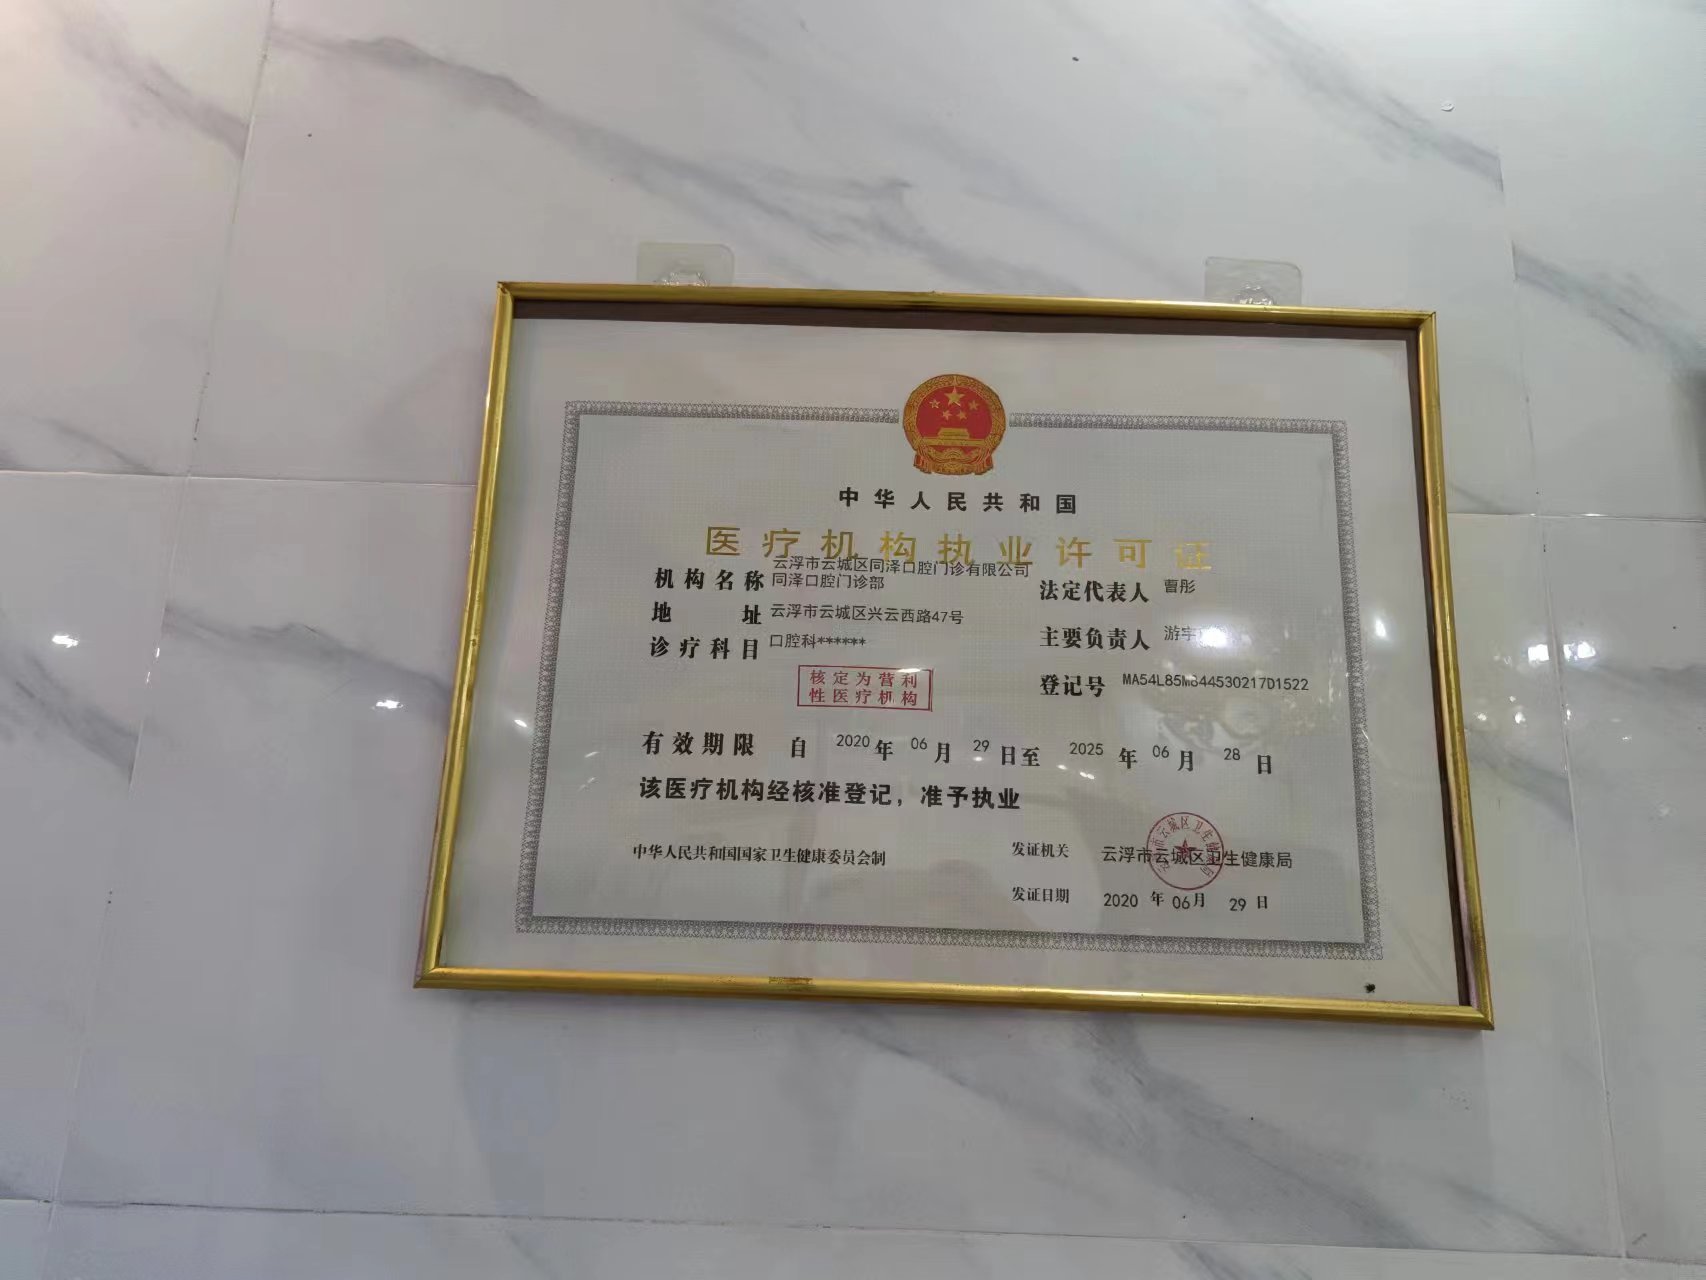 中华人民共和国
医疗机构执业许可证
机构名称 云浮市云城区同泽口腔门诊有限公司
同泽口腔门诊部
法定代表人 曹彤
地 址 云浮市云城区兴云西路47号
主要负责人 游宇
诊疗科目 口腔科******
登记号 MA54L85M844530217D1522
核定为营利
性医疗机构
有效期限 自 2020 年 06 月 29 日至 2025 年 06 月 28 日
该医疗机构经核准登记，准予执业
中华人民共和国国家卫生健康委员会制
发证机关 云浮市云城区卫生健康局
发证日期 2020 年 06 月 29 日